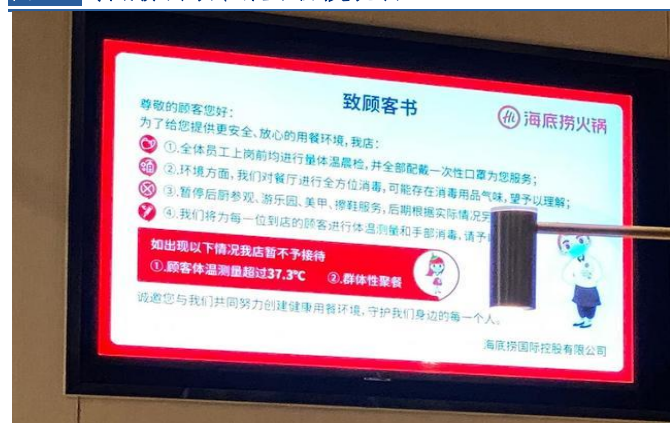 致顾客书
海底捞火锅
尊敬的顾客您好：
为了给您提供更安全、放心的用餐环境，我店：
①.全体员工上岗前均进行量体温晨检，并全部配戴一次性口罩为您服务；
②.环境方面，我们对餐厅进行全方位消毒，可能存在消毒用品气味，望予以理解；
③.暂停后厨参观、游乐园、美甲、擦鞋服务，后期根据实际情况
④.我们将为每一位到店的顾客进行体温测量和手部消毒、请予
如出现以下情况我店暂不予接待
①.顾客体温测量超过37.3℃ ②.群体性聚餐
诚邀您与我们共同努力创建健康用餐环境，守护我们身边的每一个人。
海底捞国际控股有限公司